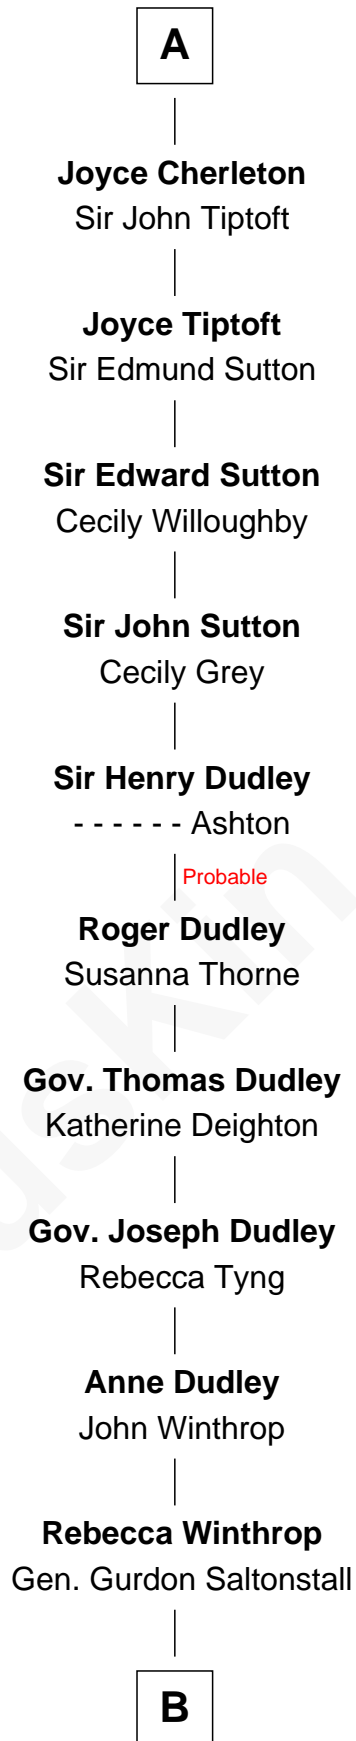 A
Joyce Cherleton
Sir John Tiptoft
Joyce Tiptoft
Sir Edmund Sutton
Sir Edward Sutton
Cecily Willoughby
Sir John Sutton
Cecily Grey
Sir Henry Dudley
- - - - - - Ashton
Probable
Roger Dudley
Susanna Thorne
Gov. Thomas Dudley
Katherine Deighton
Gov. Joseph Dudley
Rebecca Tyng
Anne Dudley
John Winthrop
Rebecca Winthrop
Gen. Gurdon Saltonstall
B